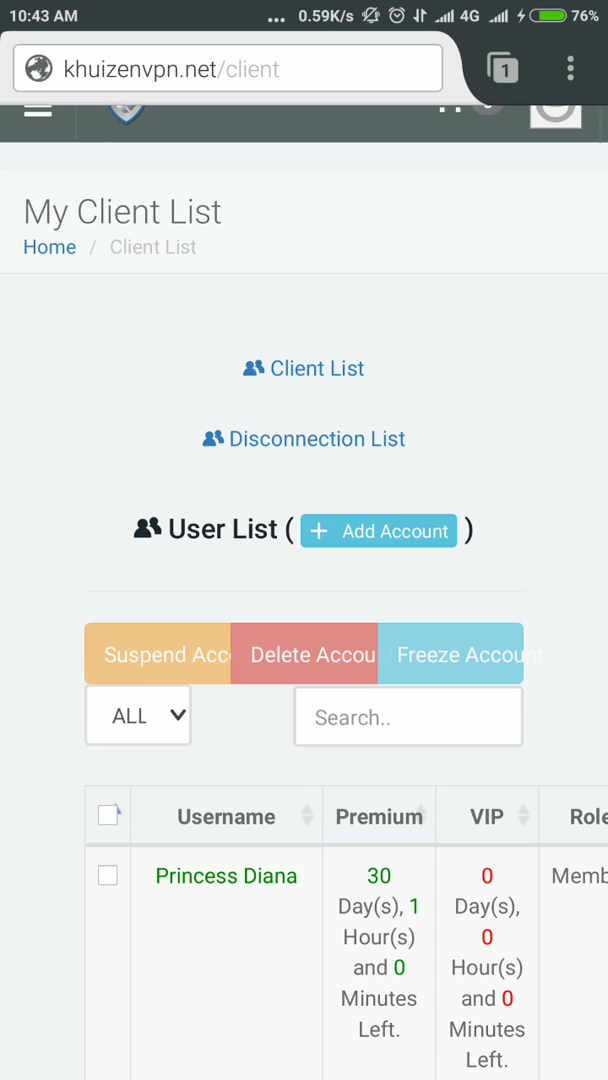 10:43 AM ... 0.59K/s 4G 76%
khuizenvpn.net/client 1
My Client List
Home / Client List
Client List
Disconnection List
User List ( + Add Account )
Suspend Acc Delete Accou Freeze Account
ALL Search..
Username Premium VIP Role
Princess Diana 30 0 Memb
Day(s), 1 Day(s),
Hour(s) 0
and 0 Hour(s)
Minutes and 0
Left. Minutes
Left.